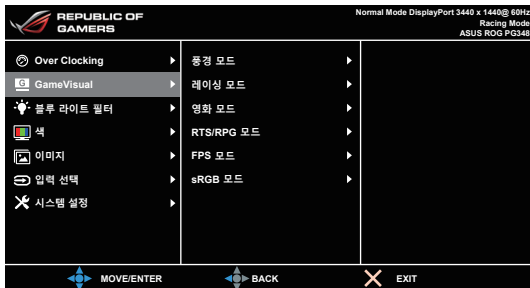 REPUBLIC OF
GAMERS
Normal Mode DisplayPort 3440 x 1440@ 60Hz
Racing Mode
ASUS ROG PG348
Over Clocking
GameVisual
블루 라이트 필터
색
이미지
입력 선택
시스템 설정
풍경 모드
레이싱 모드
영화 모드
RTS/RPG 모드
FPS 모드
sRGB 모드
MOVE/ENTER
BACK
EXIT